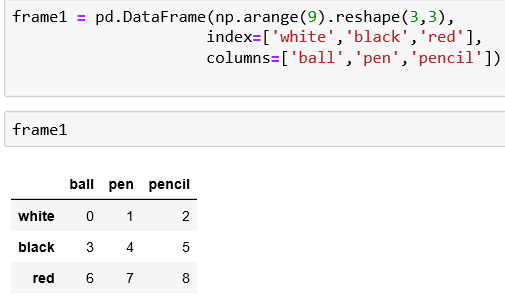 frame1 = pd.DataFrame(np.arange(9).reshape(3,3),
index=['white','black','red'],
columns=['ball','pen','pencil'])
frame1
ball pen pencil
white 0 1 2
black 3 4 5
red 6 7 8